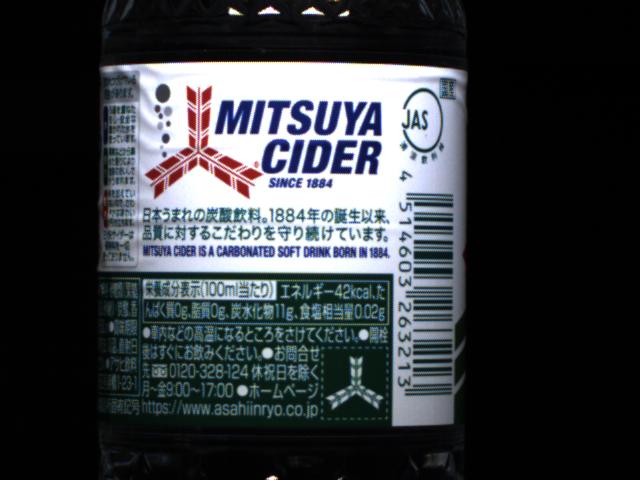 MITSUYA
CIDER
SINCE 1884
日本うまれの炭酸飲料。1884年の誕生以来、
品質に対するこだわりを守り続けています。
MITSUYA CIDER IS A CARBONATED SOFT DRINK BORN IN 1884.
栄養成分表示(100ml当たり) エネルギー42kcal、た
んぱく質0g、脂質0g、炭水化物11g、食塩相当量0.02g
●車内などの高温になるところをさけてください。●開栓
後はすぐにお飲みください。●お問合せ
先 0120-328-124 休祝日を除く
月～金9:00～17:00 ●ホームページ
https://www.asahiinryo.co.jp
JAS
4 514603 263213